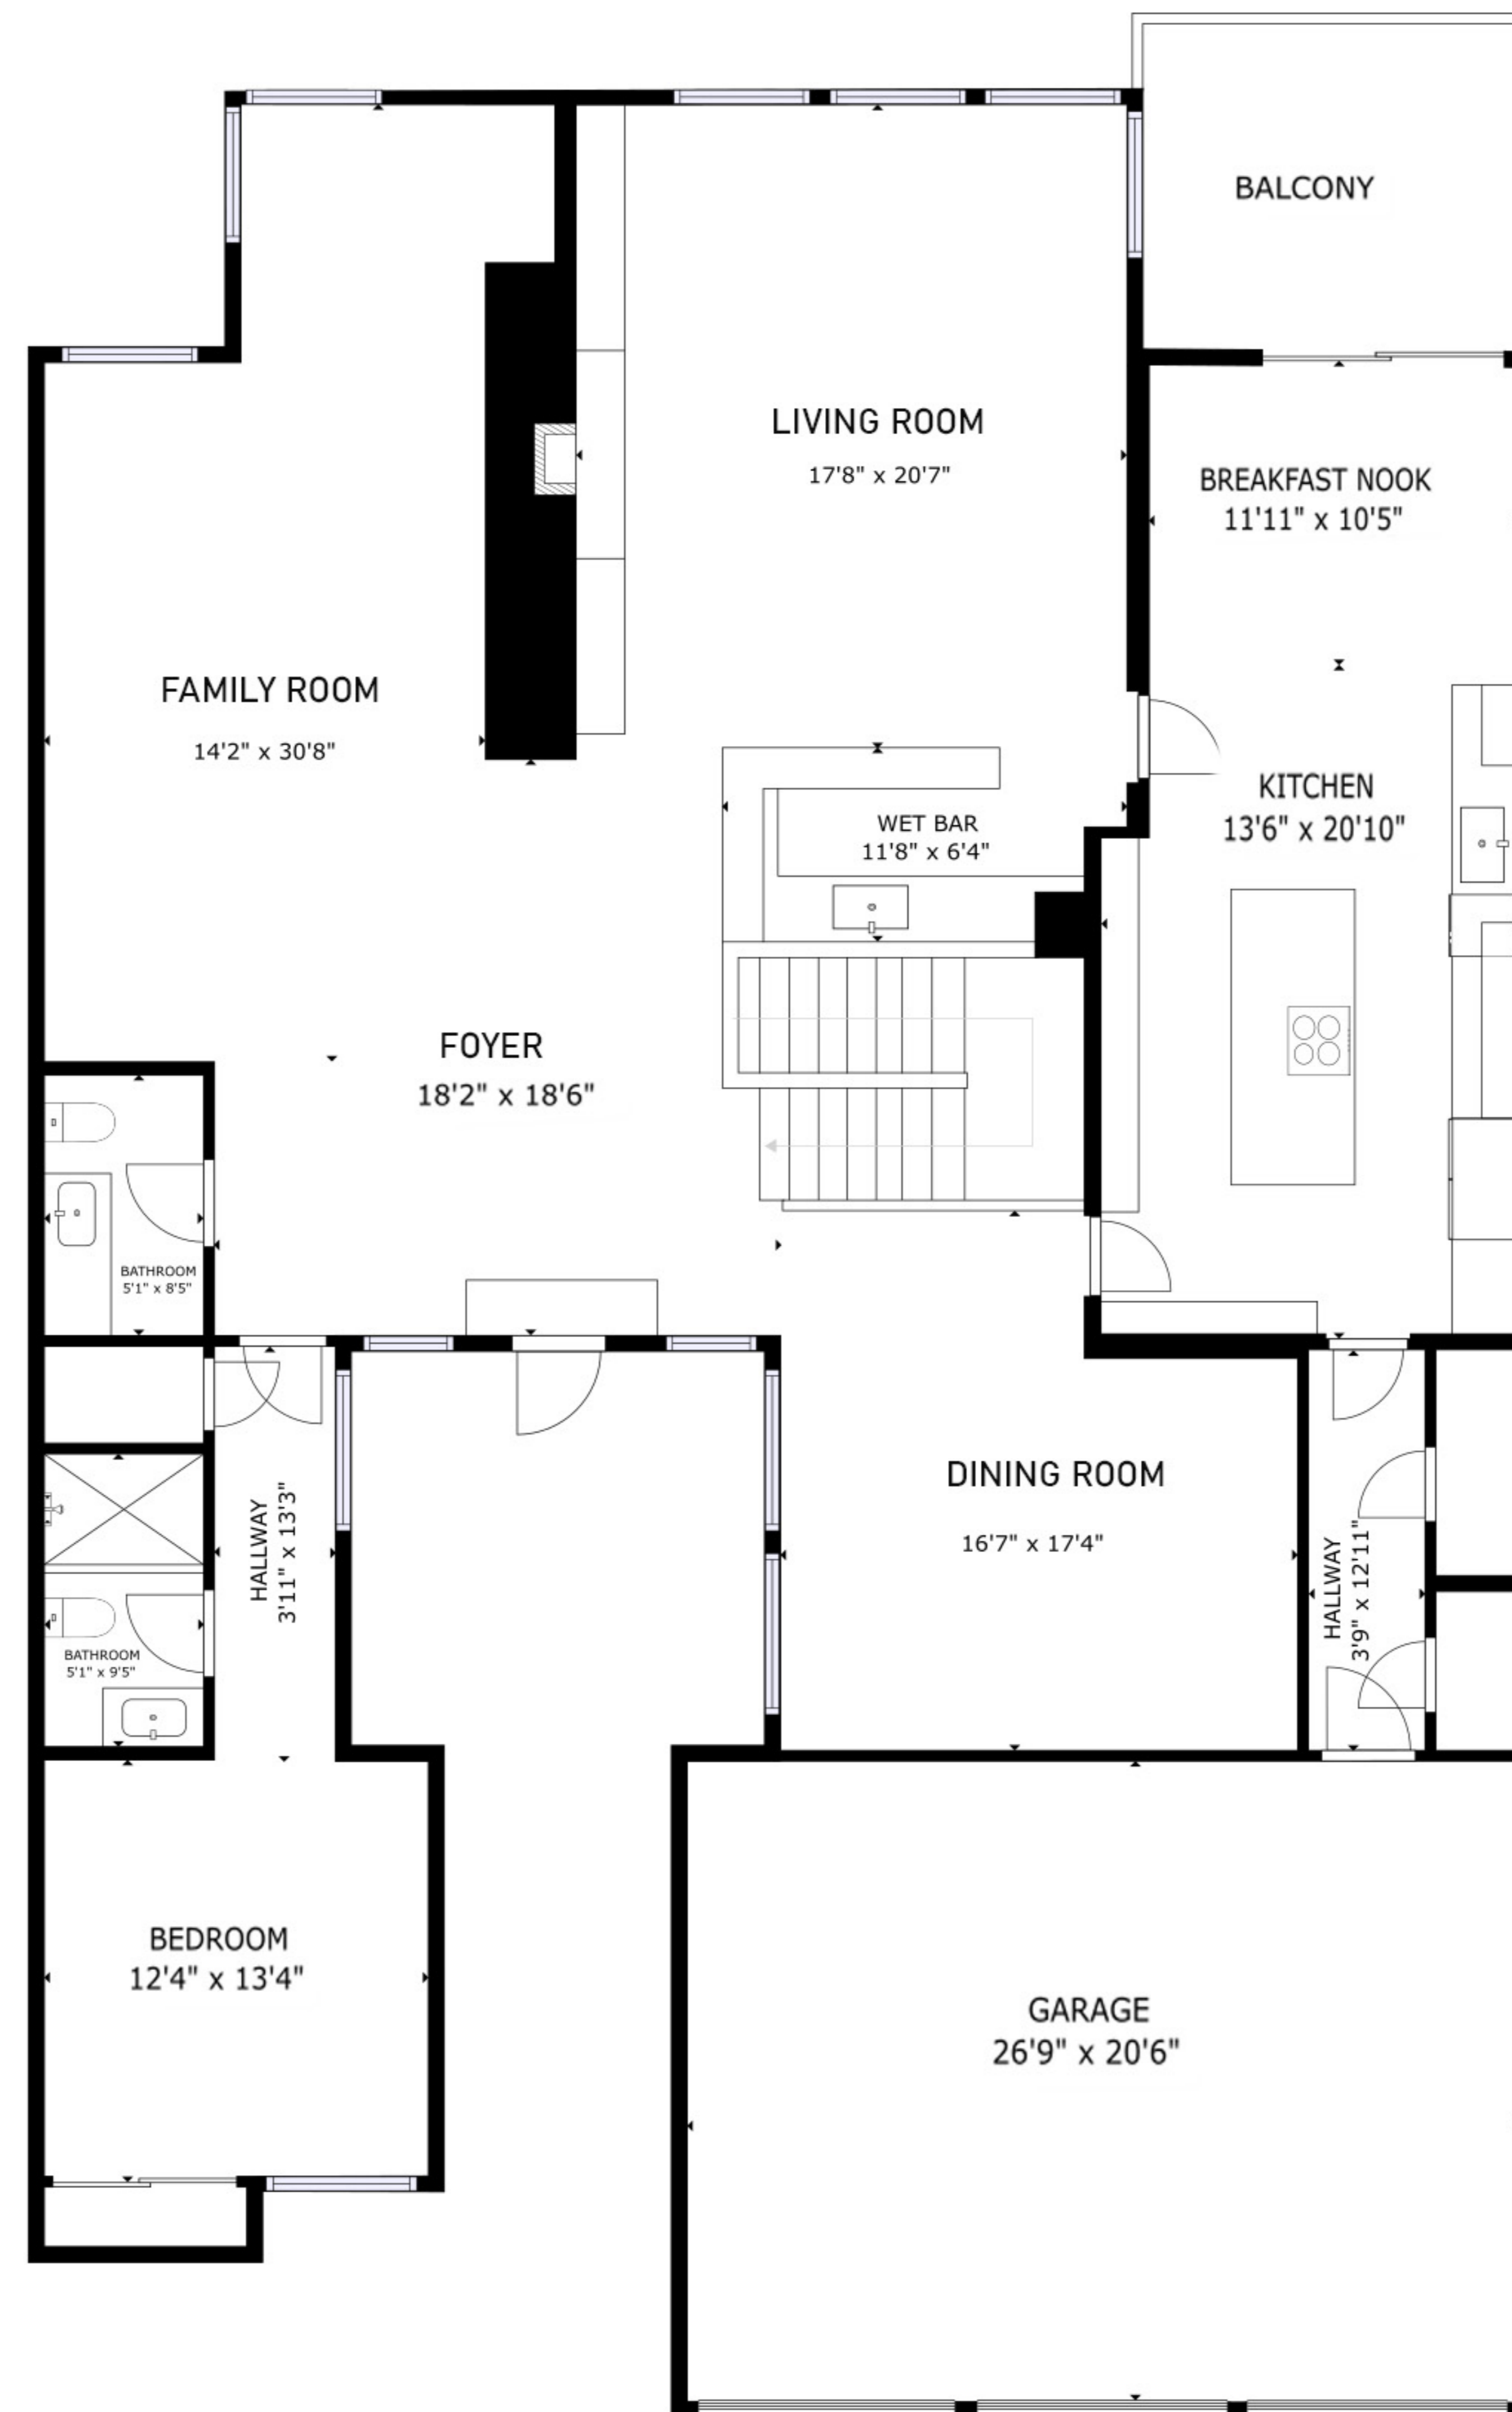 BALCONY
LIVING ROOM
17'8" x 20'7"
BREAKFAST NOOK
11'11" x 10'5"
FAMILY ROOM
14'2" x 30'8"
KITCHEN
13'6" x 20'10"
WET BAR
11'8" x 6'4"
FOYER
18'2" x 18'6"
BATHROOM
5'1" x 8'5"
HALLWAY
3'11" x 13'3"
DINING ROOM
16'7" x 17'4"
HALLWAY
3'9" x 12'11"
BATHROOM
5'1" x 9'5"
BEDROOM
12'4" x 13'4"
GARAGE
26'9" x 20'6"